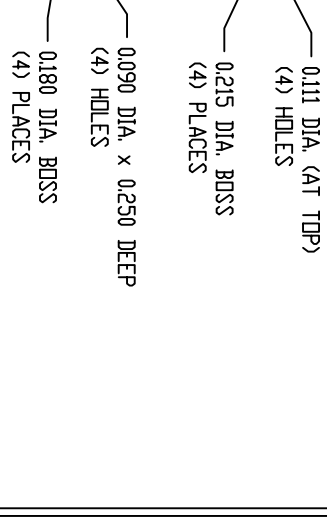 0.111 DIA. (AT TOP)
(4) HOLES
0.215 DIA. BOSS
(4) PLACES
0.090 DIA. x 0.250 DEEP
(4) HOLES
0.180 DIA. BOSS
(4) PLACES